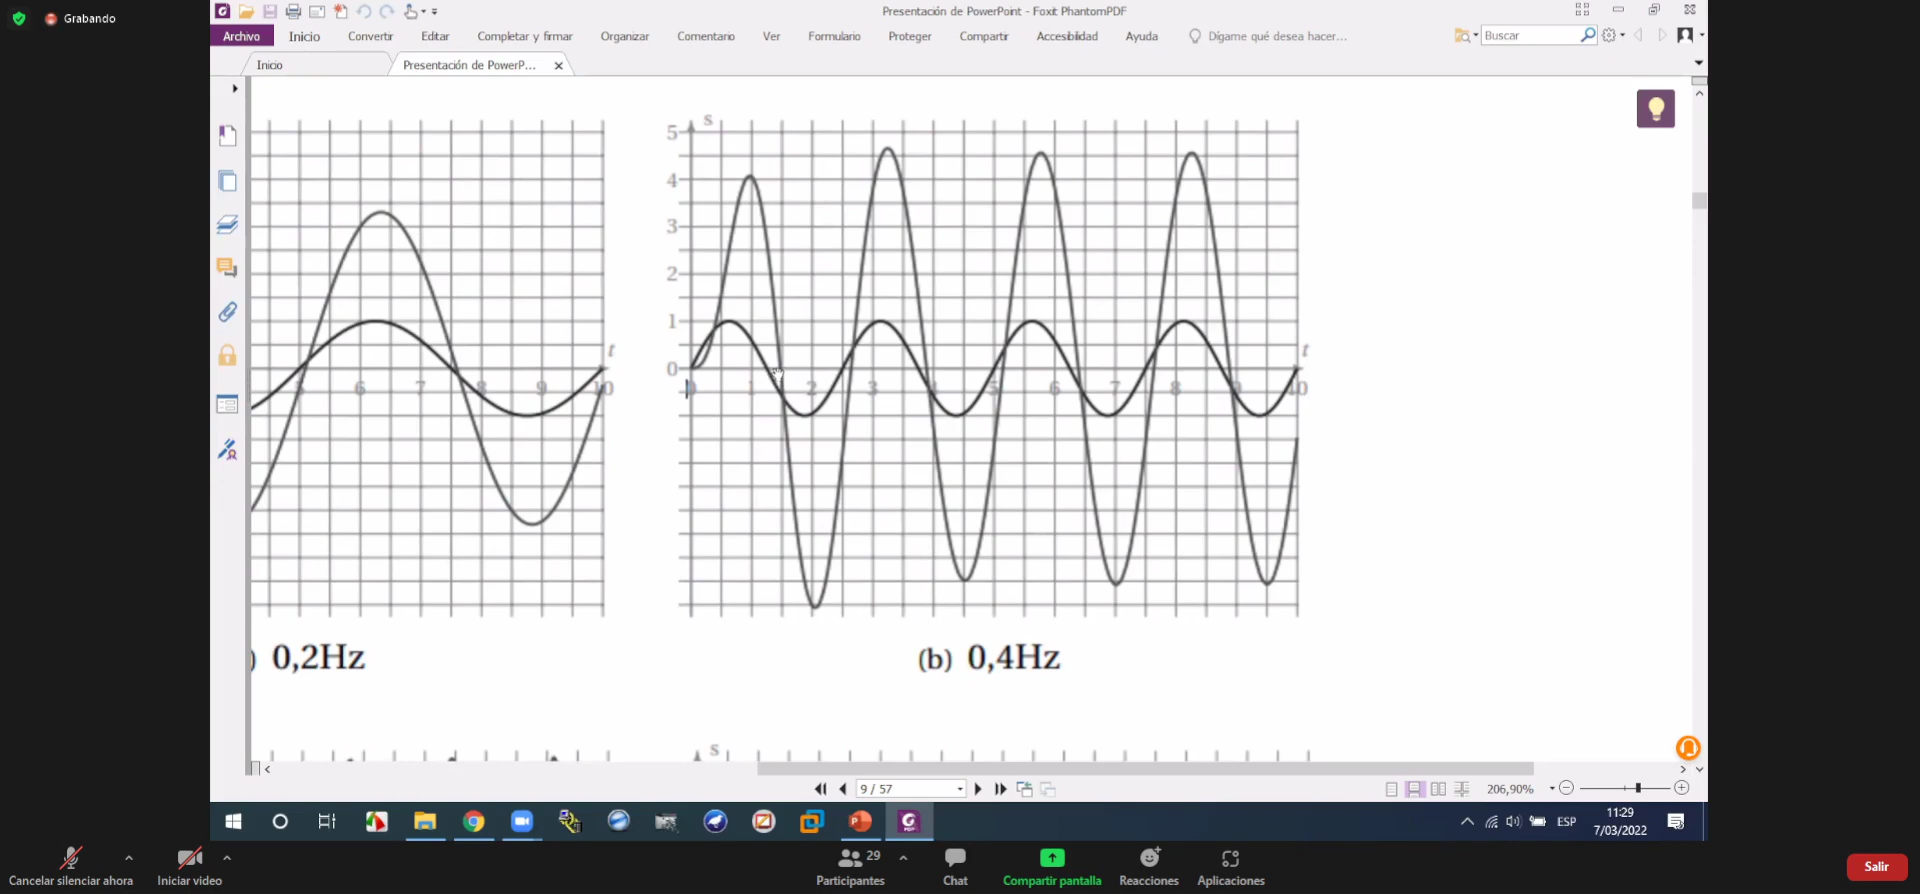 Grabando
Presentación de PowerPoint - Foxit PhantomPDF
Archivo Inicio Convertir Editar Completar y firmar Organizar Comentario Ver Formulario Proteger Compartir Accesibilidad Ayuda Dígame qué desea hacer... Buscar
Inicio Presentación de PowerP...
5 s
4
3
2
1
t t
0
5 6 7 8 9 10 0 1 2 3 4 5 6 7 8 9 10
) 0,2Hz (b) 0,4Hz
s
9 / 57 206,90%
ESP
11:29
7/03/2022
29
Cancelar silenciar ahora Iniciar video Participantes Chat Compartir pantalla Reacciones Aplicaciones Salir